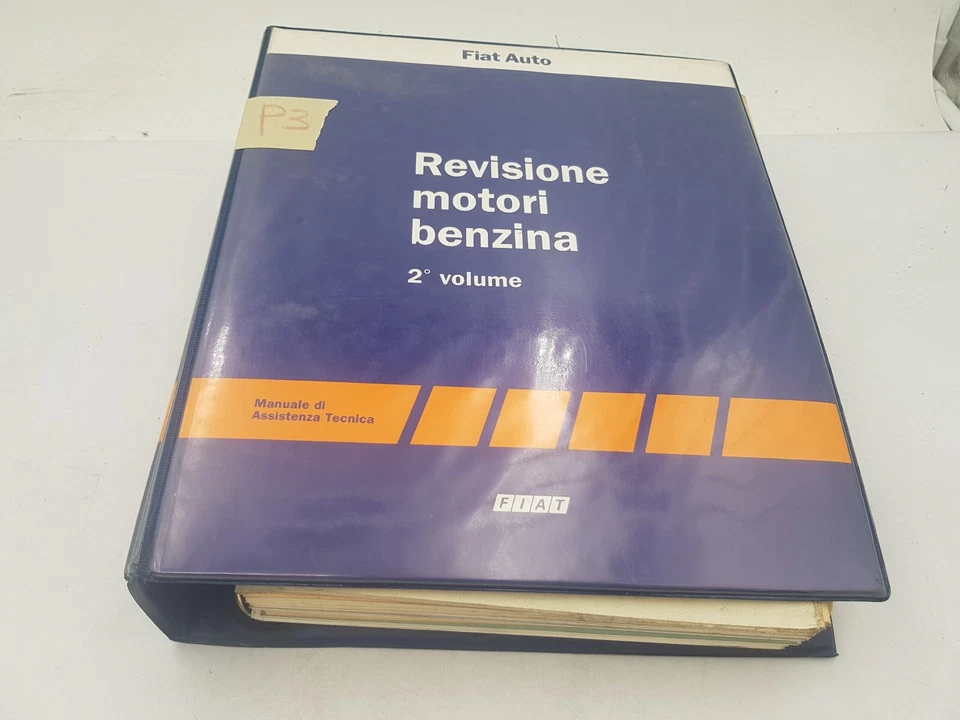 Fiat Auto
P3
Revisione
motori
benzina
2° volume
Manuale di
Assistenza Tecnica
FIAT